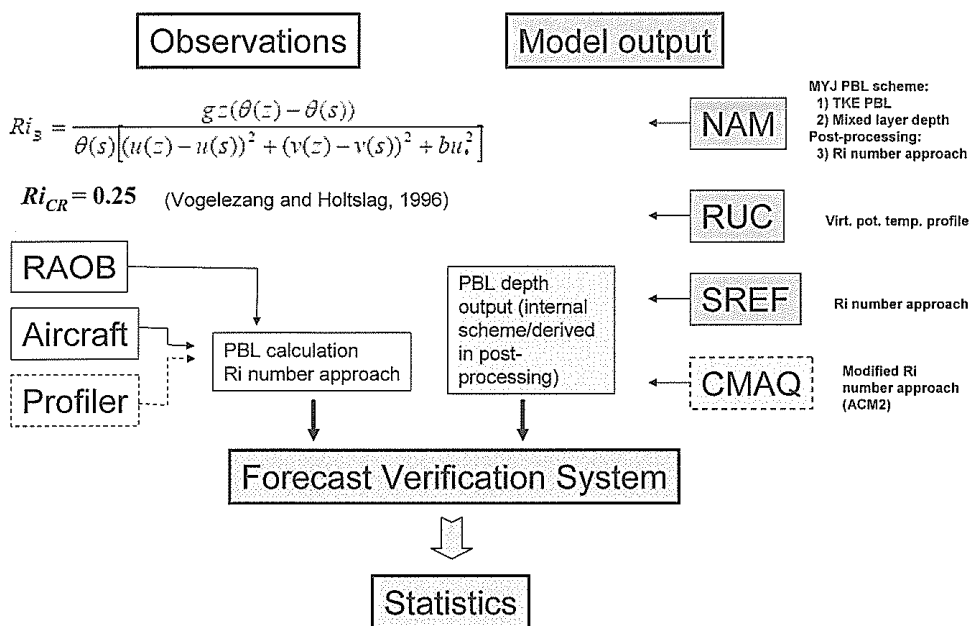 Observations
Model output
Ri_3 = gz(θ(z) − θ(s)) / θ(s)[(u(z) − u(s))² + (v(z) − v(s))² + bu_*²]
Ri_CR = 0.25 (Vogelezang and Holtslag, 1996)
NAM
MYJ PBL scheme:
1) TKE PBL
2) Mixed layer depth
Post-processing:
3) Ri number approach
RUC
Virt. pot. temp. profile
SREF
Ri number approach
CMAQ
Modified Ri
number approach
(ACM2)
RAOB
Aircraft
Profiler
PBL calculation
Ri number approach
PBL depth
output (internal
scheme/derived
in post-
processing)
Forecast Verification System
Statistics